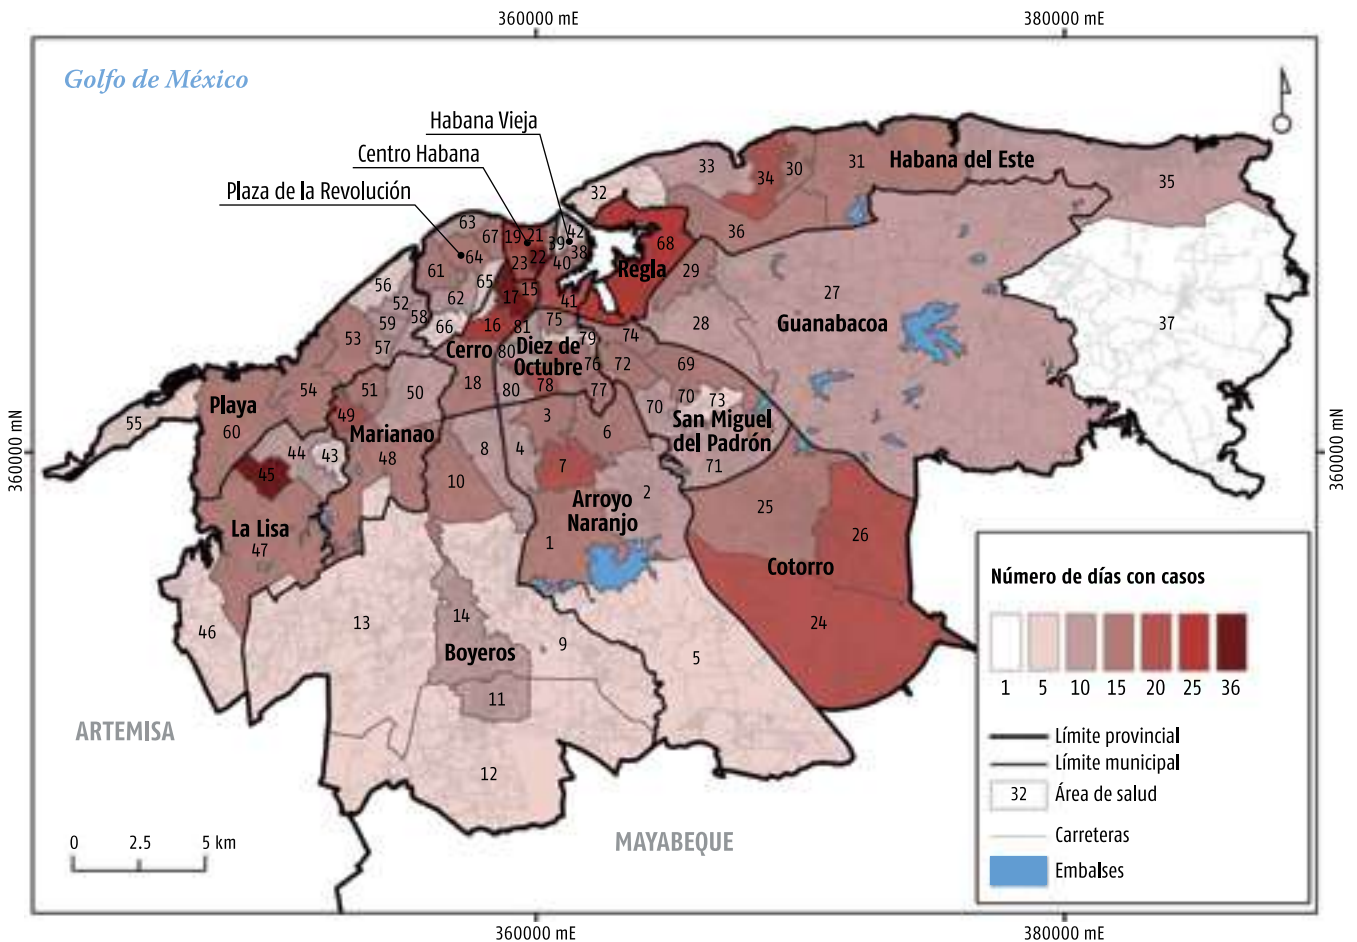 360000 mE
380000 mE
Golfo de México
Habana Vieja
Centro Habana
Plaza de la Revolución
33
34
30
31
Habana del Este
35
32
36
63
67
19
21
39
42
38
64
23
22
40
68
Regla
61
65
29
56
62
17
15
41
27
37
52
59
58
66
16
81
75
28
Guanabacoa
53
57
Cerro
80
Diez de
Octubre
79
74
76
72
69
54
51
50
18
80
78
77
55
Playa
60
49
Marianao
3
6
70
70
73
San Miguel
del Padrón
71
44
43
45
48
8
4
7
10
Arroyo
Naranjo
2
25
26
La Lisa
47
1
Cotorro
46
13
14
9
24
Boyeros
5
11
12
360000 mN
360000 mN
ARTEMISA
MAYABEQUE
0 2.5 5 km
Número de días con casos
1 5 10 15 20 25 36
Límite provincial
Límite municipal
32 Área de salud
Carreteras
Embalses
360000 mE
380000 mE